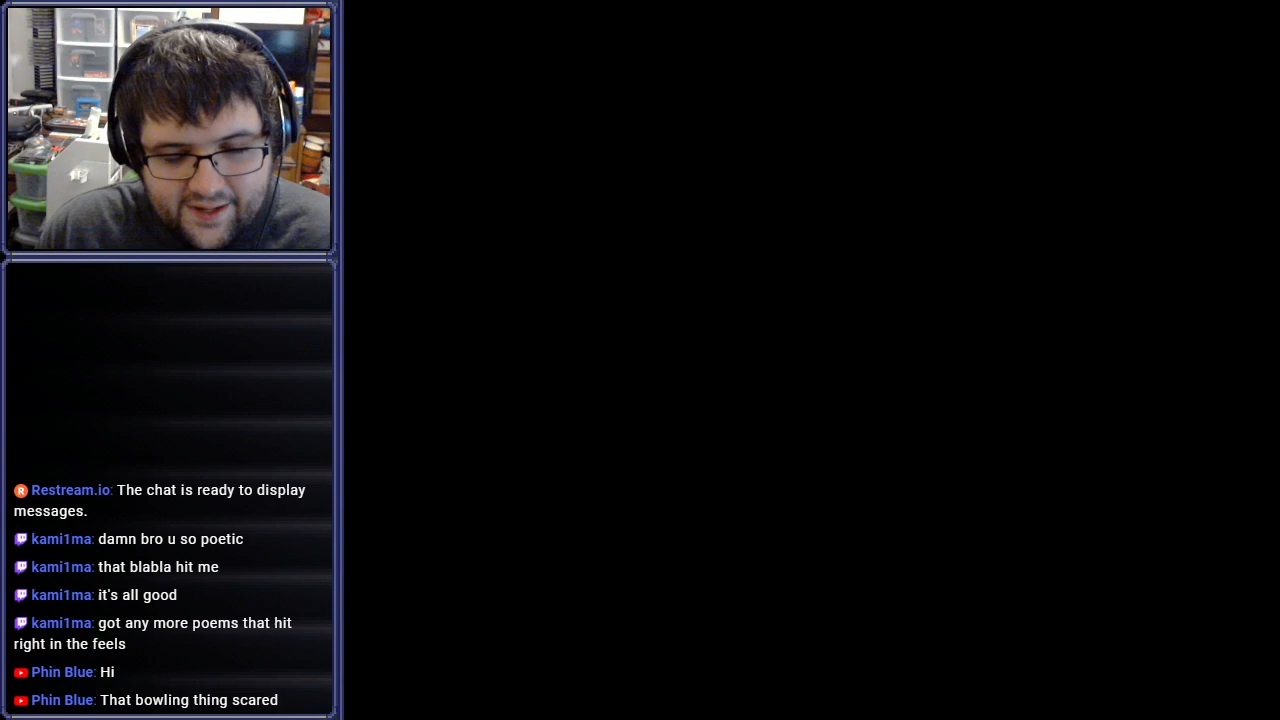 Restream.io: The chat is ready to display
messages.
kami1ma: damn bro u so poetic
kami1ma: that blabla hit me
kami1ma: it's all good
kami1ma: got any more poems that hit
right in the feels
Phin Blue: Hi
Phin Blue: That bowling thing scared